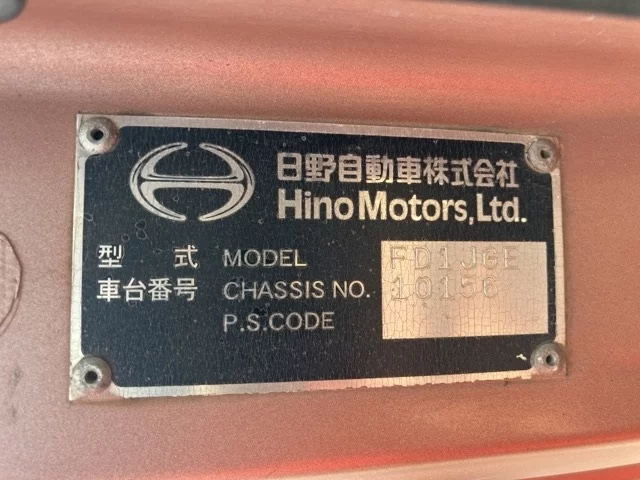 日野自動車株式会社
Hino Motors, Ltd.
型 式 MODEL FD1JGE
車台番号 CHASSIS NO. 10156
P.S.CODE